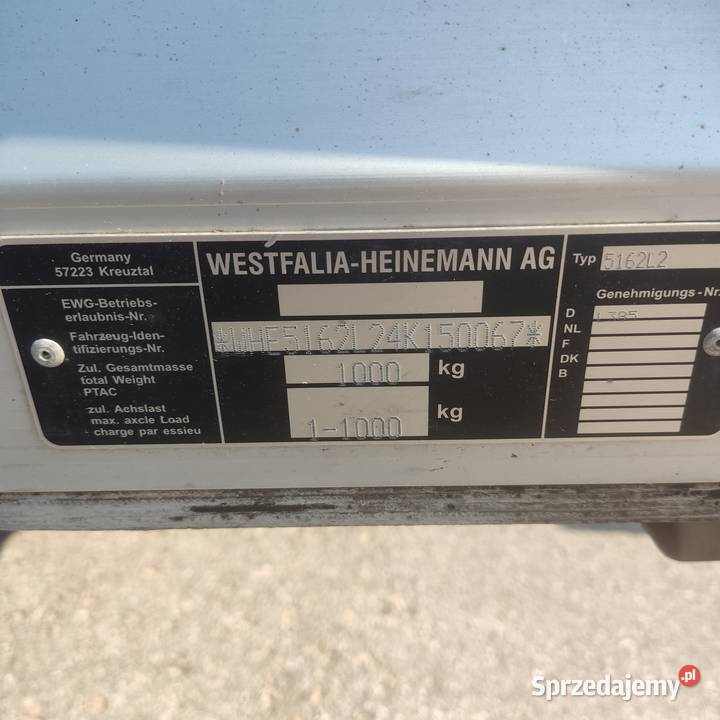 Germany
57223 Kreuztal
WESTFALIA-HEINEMANN AG
Typ 5162L2
EWG-Betriebs-
erlaubnis-Nr.
Fahrzeug-Iden-
tifizierungs-Nr.
*WHE5162L24K150067*
Zul. Gesamtmasse
total Weight
PTAC
1000 kg
zul. Achslast
max. axcle Load
charge par essieu
1-1000 kg
Genehmigungs-Nr.
D L385
NL
F
DK
B
Sprzedajemy.pl